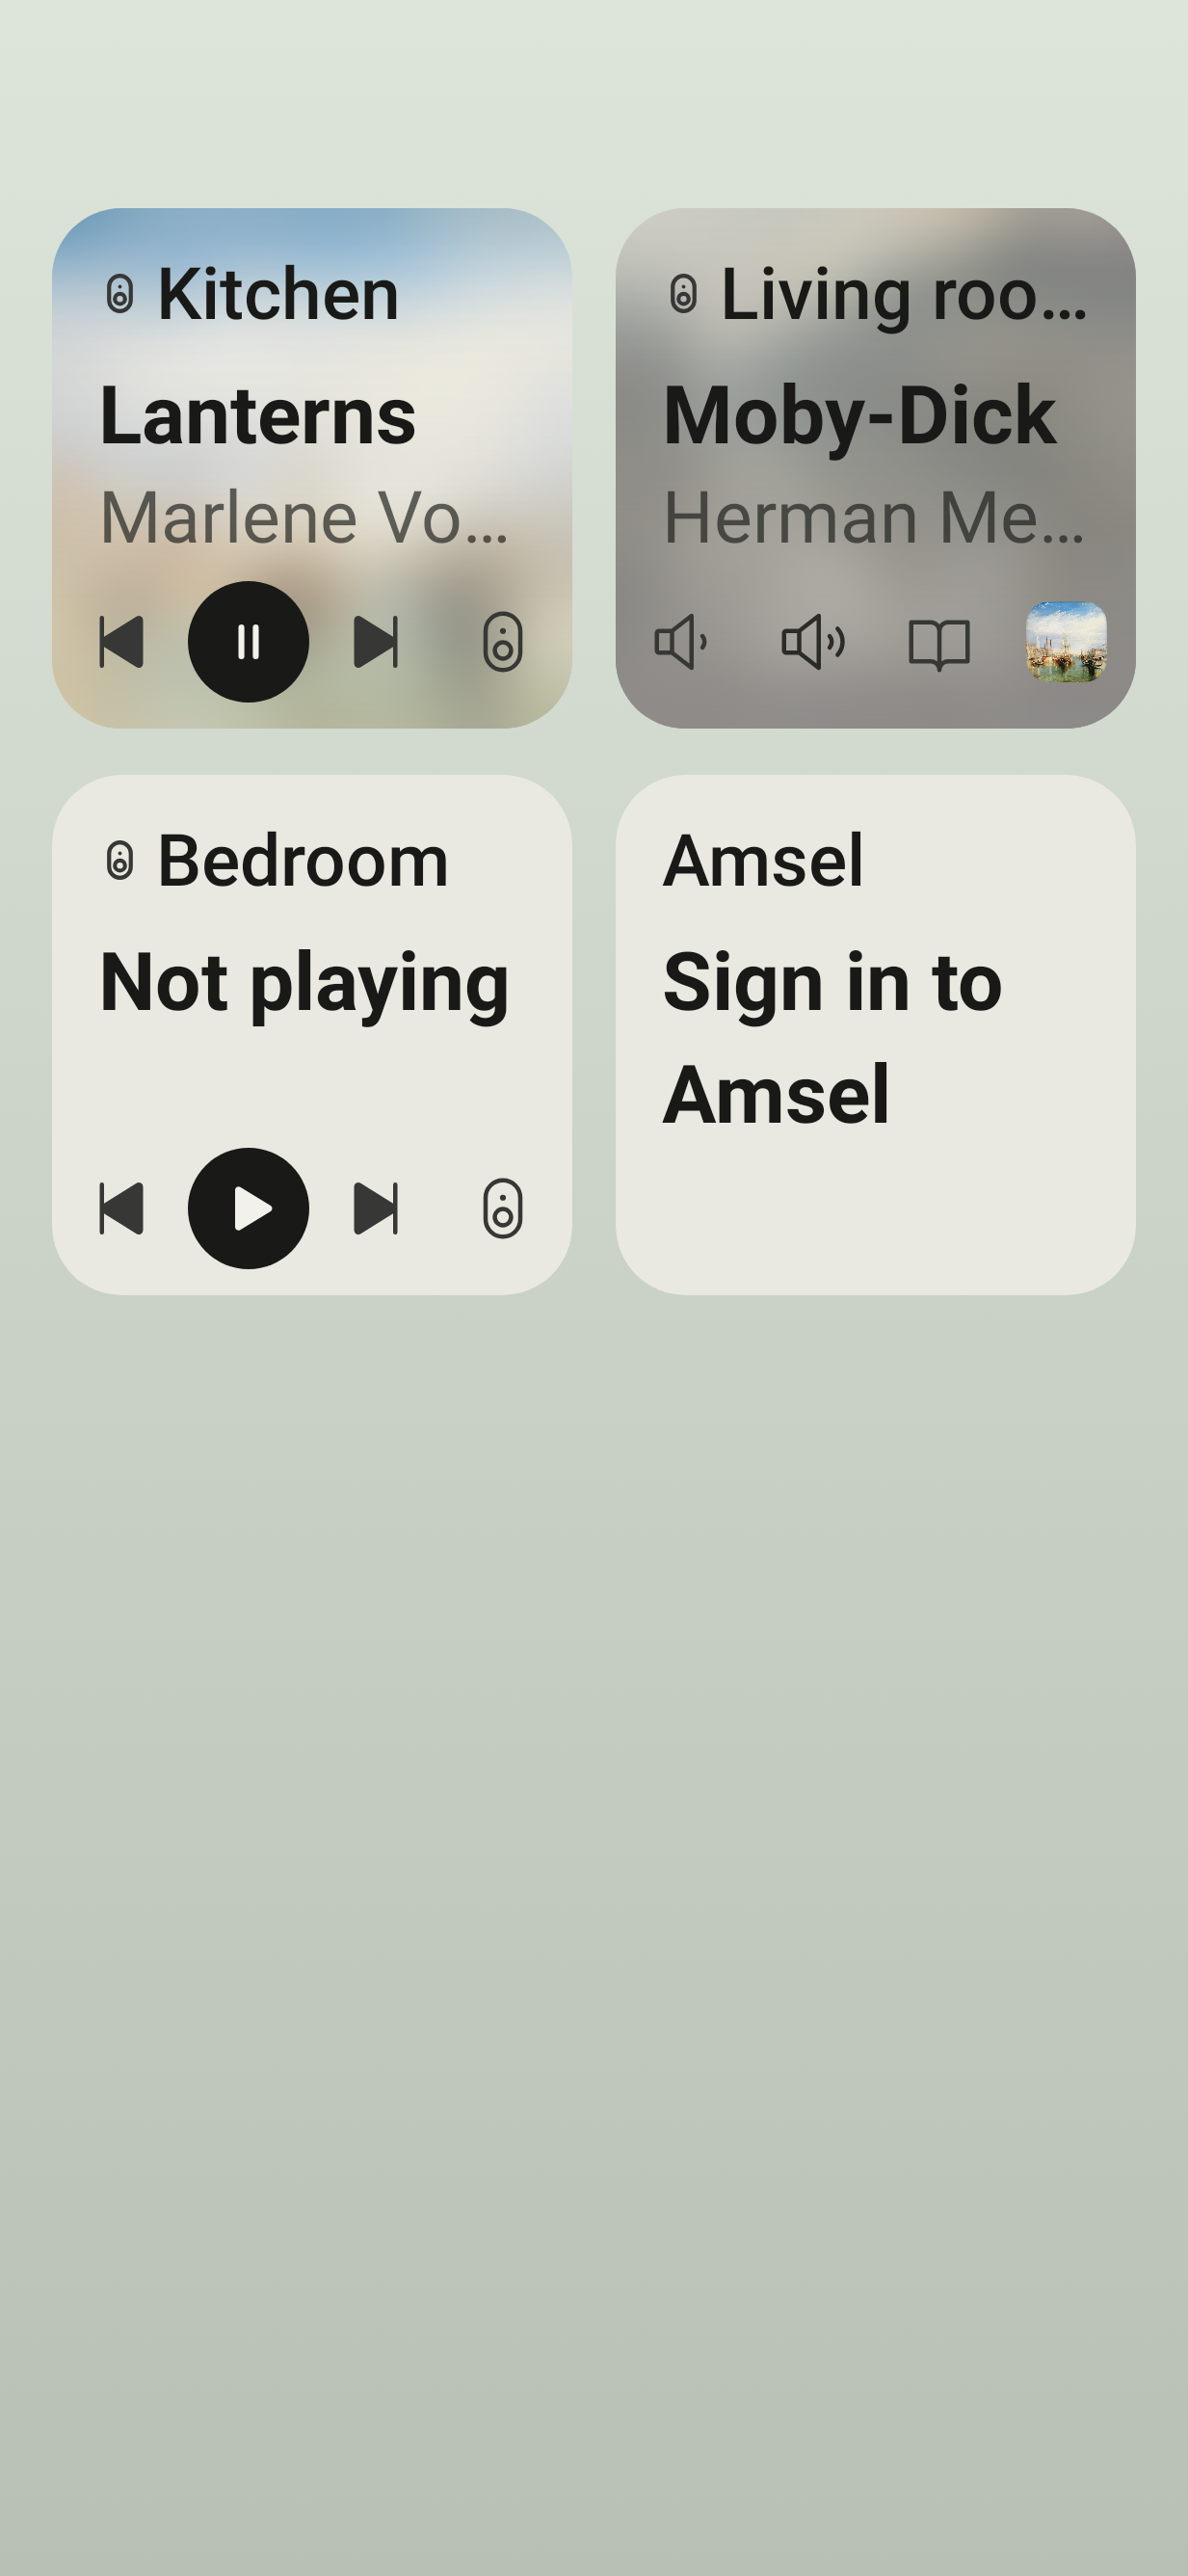 Kitchen
Lanterns
Marlene Vo...
Living roo...
Moby-Dick
Herman Me...
Bedroom
Not playing
Amsel
Sign in to
Amsel